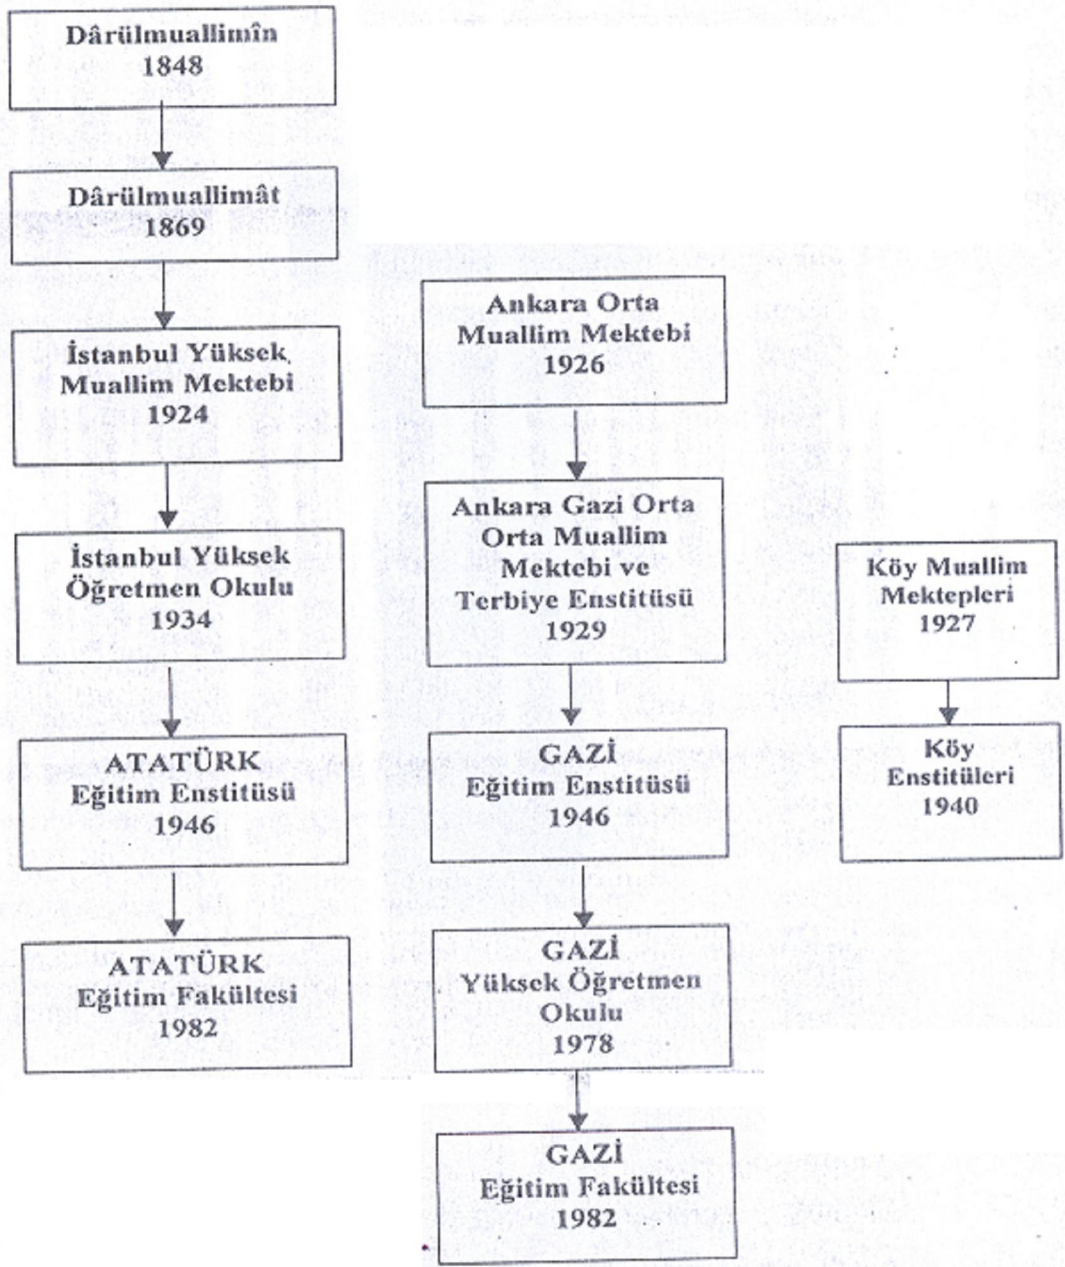 Dârülmuallimîn
1848
Dârülmuallimât
1869
İstanbul Yüksek
Muallim Mektebi
1924
İstanbul Yüksek
Öğretmen Okulu
1934
ATATÜRK
Eğitim Enstitüsü
1946
ATATÜRK
Eğitim Fakültesi
1982
Ankara Orta
Muallim Mektebi
1926
Ankara Gazi Orta
Orta Muallim
Mektebi ve
Terbiye Enstitüsü
1929
GAZİ
Eğitim Enstitüsü
1946
GAZİ
Yüksek Öğretmen
Okulu
1978
GAZİ
Eğitim Fakültesi
1982
Köy Muallim
Mektepleri
1927
Köy
Enstitüleri
1940